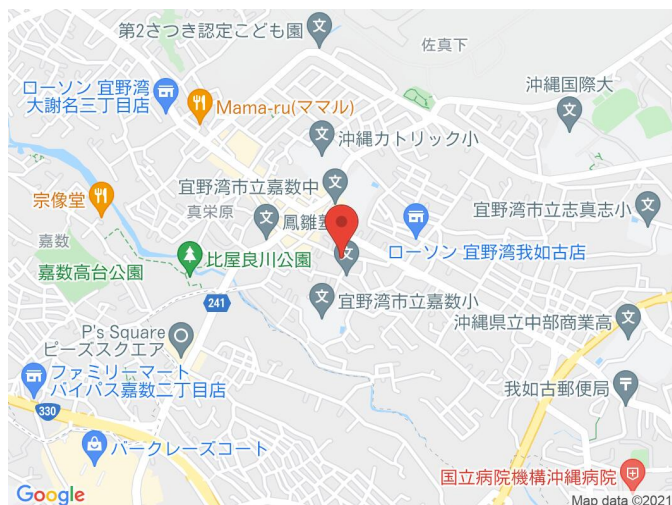 第2さつき認定こども園
佐真下
ローソン 宜野湾
大謝名三丁目店
Mama-ru(ママル)
沖縄国際大
沖縄カトリック小
宗像堂
宜野湾市立嘉数中
真栄原
鳳雛塾
宜野湾市立志真志小
嘉数
嘉数高台公園
比屋良川公園
ローソン 宜野湾我如古店
241
宜野湾市立嘉数小
沖縄県立中部商業高
P's Square
ピーズスクエア
ファミリーマート
バイパス嘉数二丁目店
我如古郵便局
330
バークレーズコート
国立病院機構沖縄病院
Google
Map data ©2021